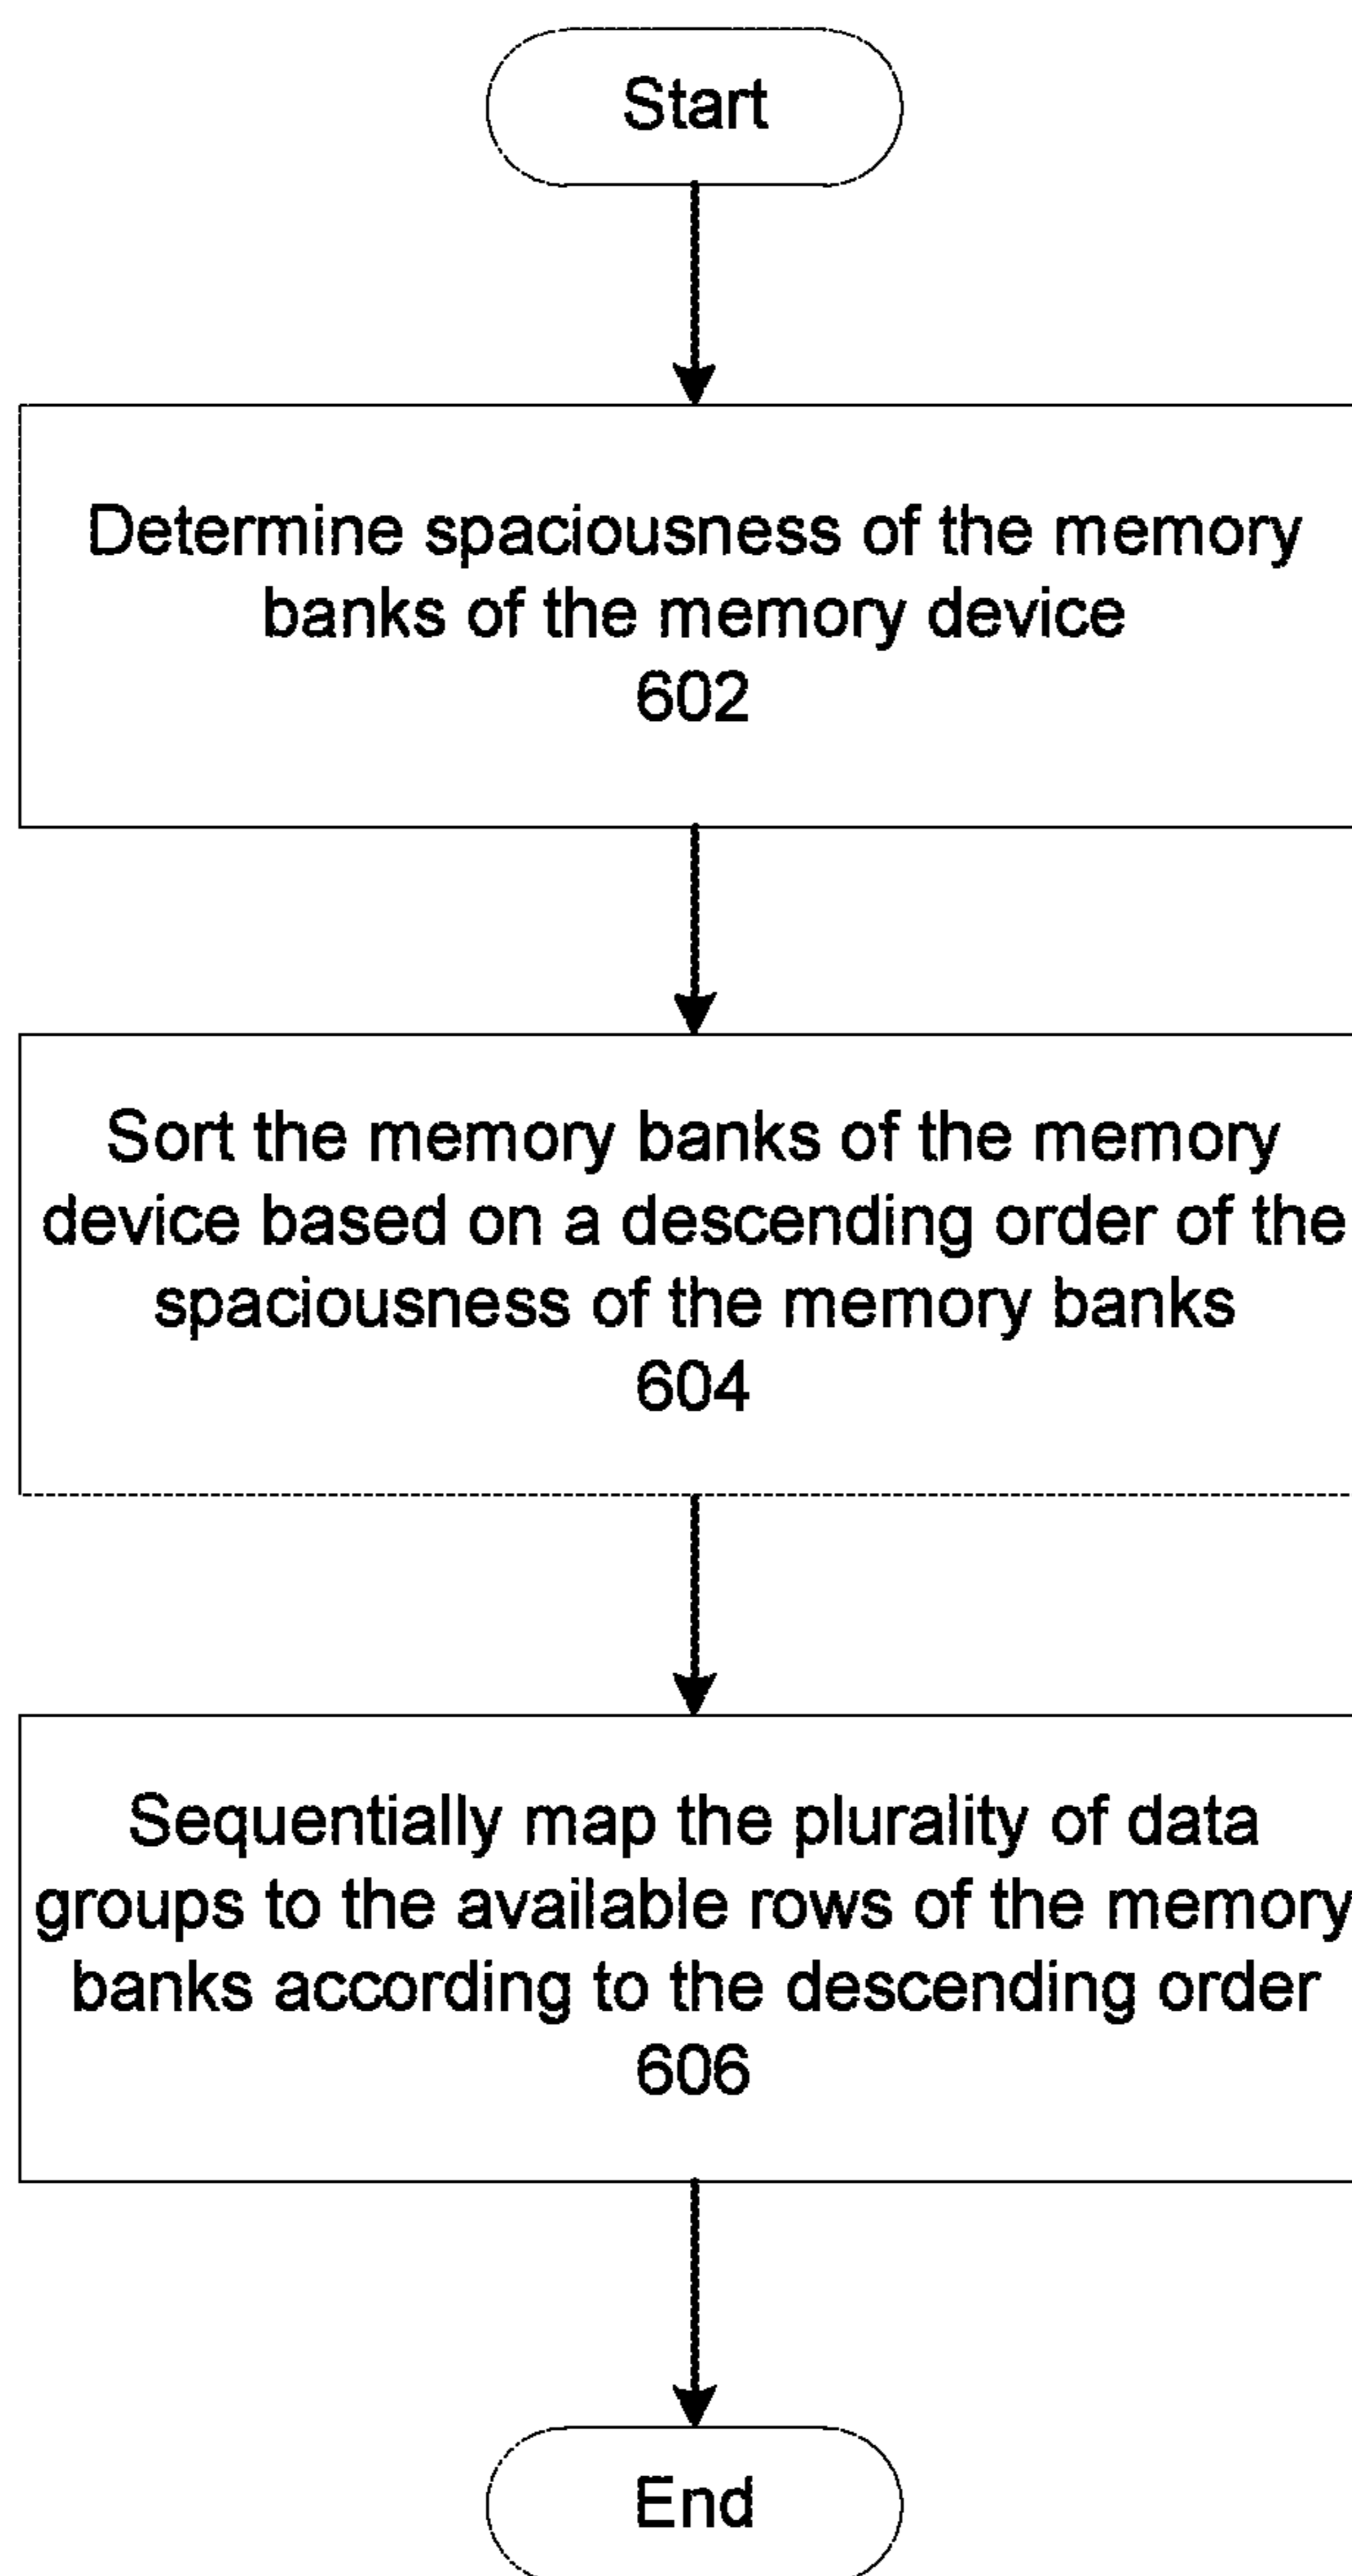 Start
Determine spaciousness of the memory
banks of the memory device
602
Sort the memory banks of the memory
device based on a descending order of the
spaciousness of the memory banks
604
Sequentially map the plurality of data
groups to the available rows of the memory
banks according to the descending order
606
End